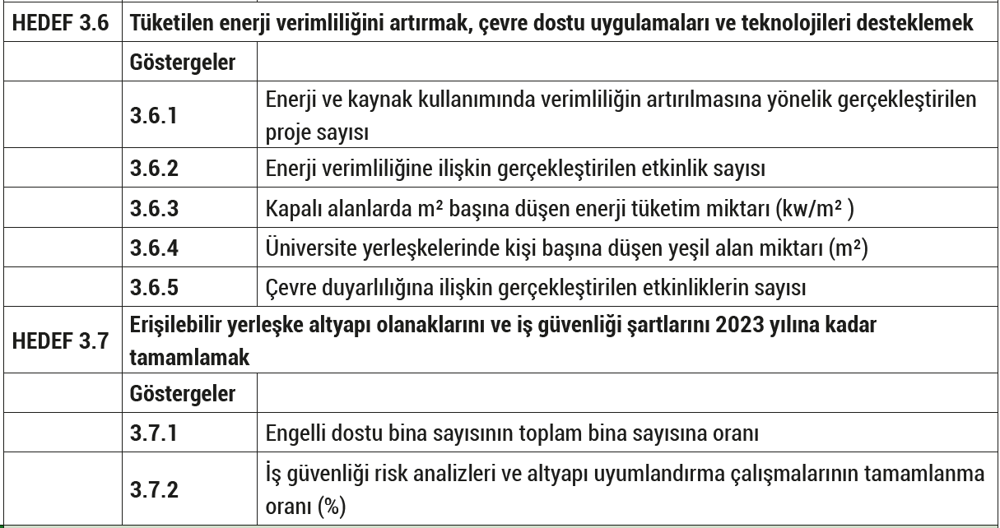 HEDEF 3.6 Tüketilen enerji verimliliğini artırmak, çevre dostu uygulamaları ve teknolojileri desteklemek
Göstergeler
3.6.1 Enerji ve kaynak kullanımında verimliliğin artırılmasına yönelik gerçekleştirilen
proje sayısı
3.6.2 Enerji verimliliğine ilişkin gerçekleştirilen etkinlik sayısı
3.6.3 Kapalı alanlarda m² başına düşen enerji tüketim miktarı (kw/m² )
3.6.4 Üniversite yerleşkelerinde kişi başına düşen yeşil alan miktarı (m²)
3.6.5 Çevre duyarlılığına ilişkin gerçekleştirilen etkinliklerin sayısı
HEDEF 3.7 Erişilebilir yerleşke altyapı olanaklarını ve iş güvenliği şartlarını 2023 yılına kadar
tamamlamak
Göstergeler
3.7.1 Engelli dostu bina sayısının toplam bina sayısına oranı
3.7.2 İş güvenliği risk analizleri ve altyapı uyumlandırma çalışmalarının tamamlanma
oranı (%)